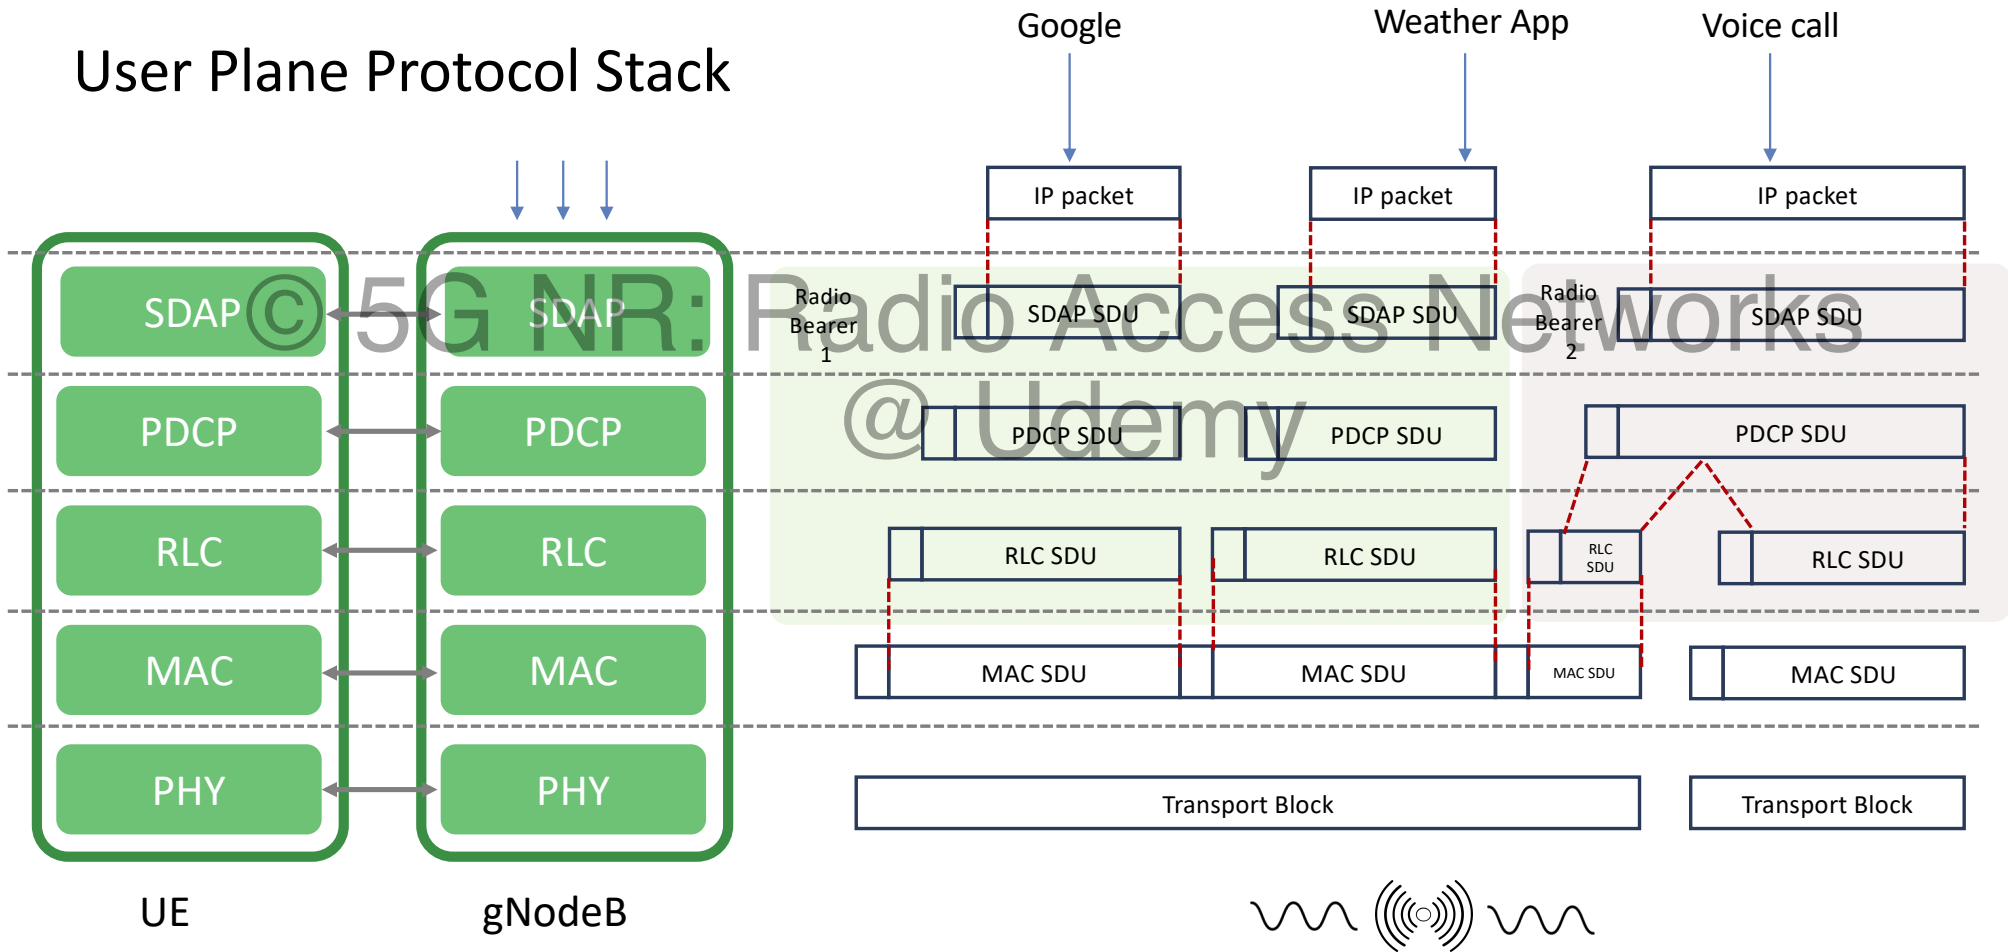 User Plane Protocol Stack
Google
Weather App
Voice call
IP packet
IP packet
IP packet
SDAP
SDAP
Radio
Bearer
1
SDAP SDU
SDAP SDU
Radio
Bearer
2
SDAP SDU
© 5G NR: Radio Access Networks
@ Udemy
PDCP
PDCP
PDCP SDU
PDCP SDU
PDCP SDU
RLC
RLC
RLC SDU
RLC SDU
RLC
SDU
RLC SDU
MAC
MAC
MAC SDU
MAC SDU
MAC SDU
MAC SDU
PHY
PHY
Transport Block
Transport Block
UE
gNodeB